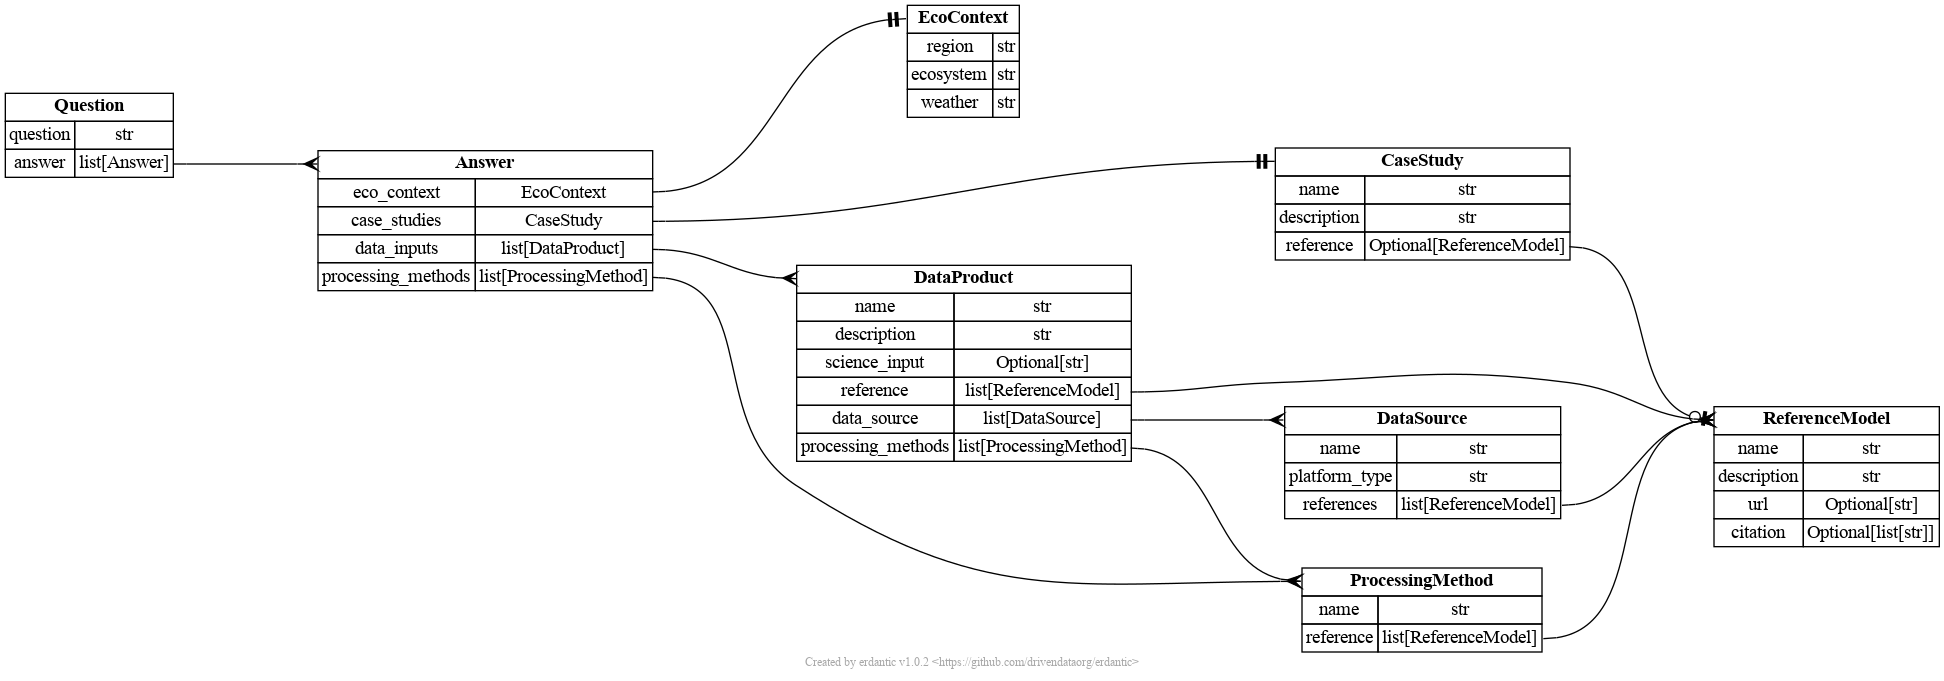 Question
question str
answer list[Answer]
Answer
eco_context EcoContext
case_studies CaseStudy
data_inputs list[DataProduct]
processing_methods list[ProcessingMethod]
EcoContext
region str
ecosystem str
weather str
CaseStudy
name str
description str
reference Optional[ReferenceModel]
DataProduct
name str
description str
science_input Optional[str]
reference list[ReferenceModel]
data_source list[DataSource]
processing_methods list[ProcessingMethod]
DataSource
name str
platform_type str
references list[ReferenceModel]
ProcessingMethod
name str
reference list[ReferenceModel]
ReferenceModel
name str
description str
url Optional[str]
citation Optional[list[str]]
Created by erdantic v1.0.2 <https://github.com/drivendataorg/erdantic>